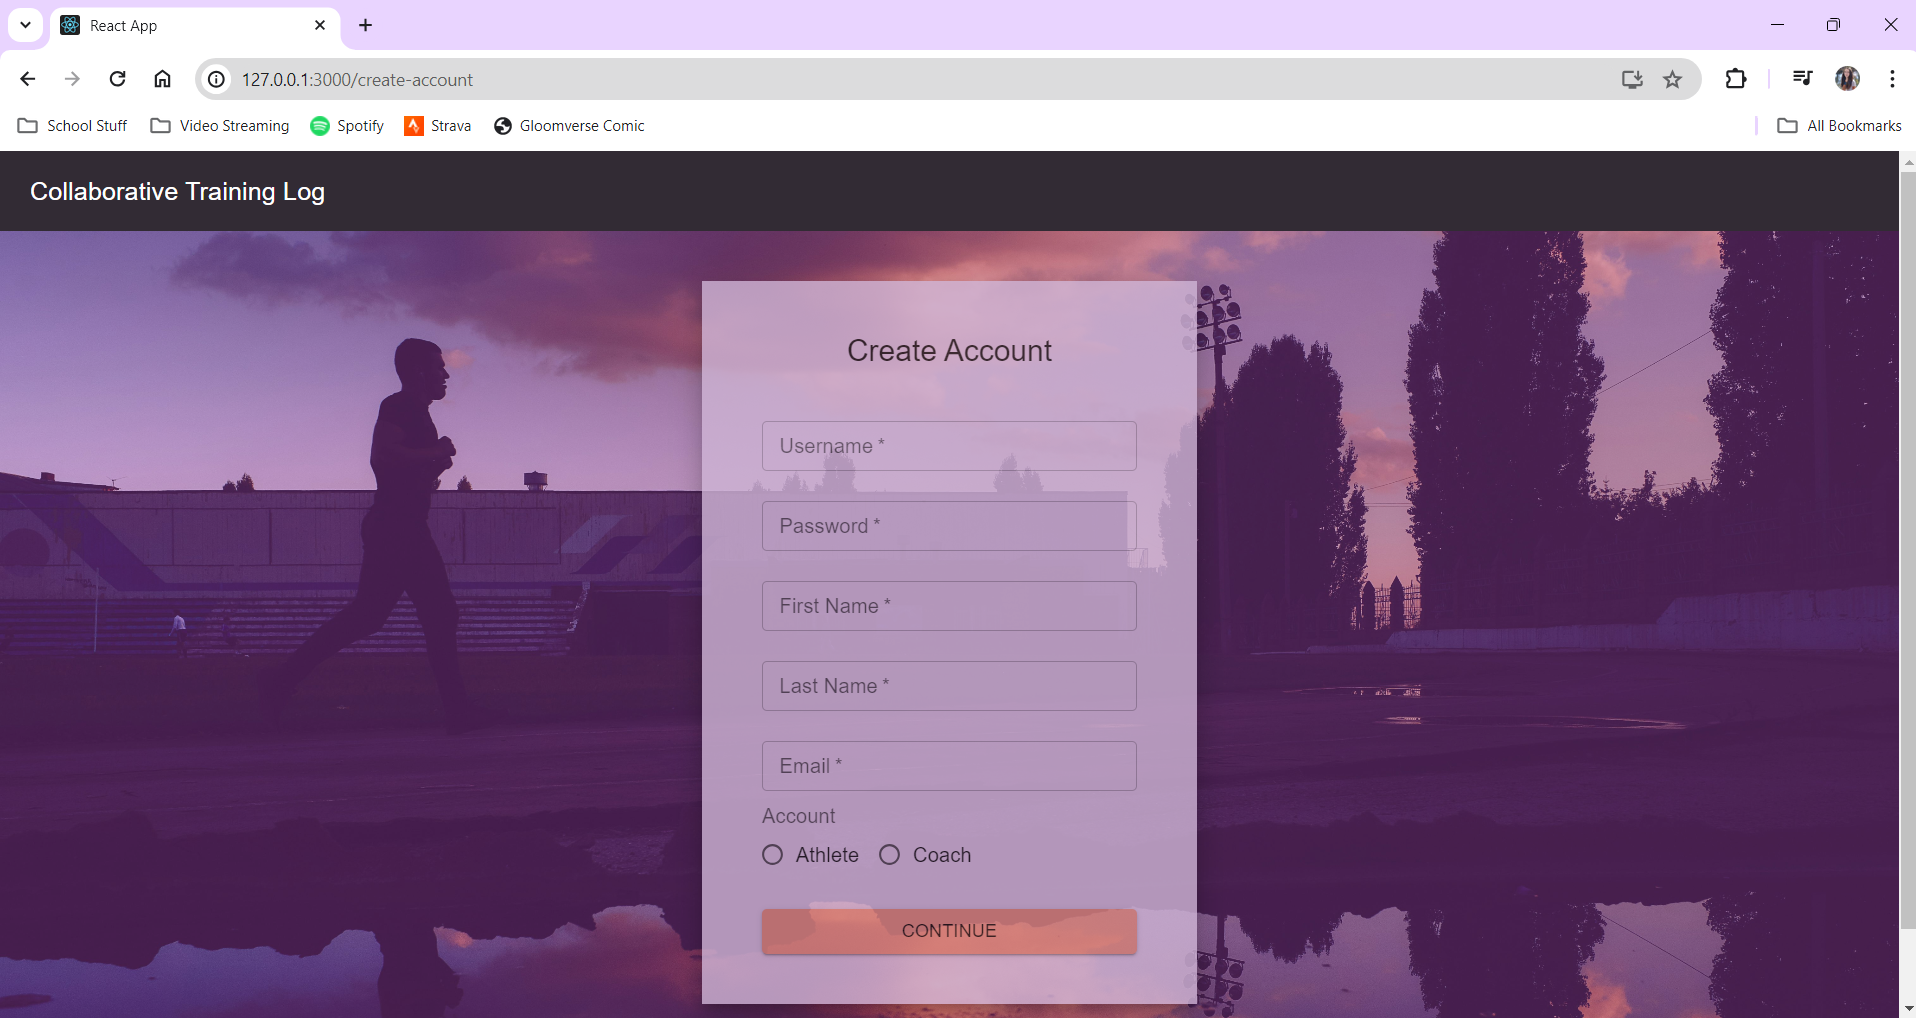 React App
127.0.0.1:3000/create-account
School Stuff Video Streaming Spotify Strava Gloomverse Comic All Bookmarks
Collaborative Training Log
Create Account
Username *
Password *
First Name *
Last Name *
Email *
Account
Athlete Coach
CONTINUE